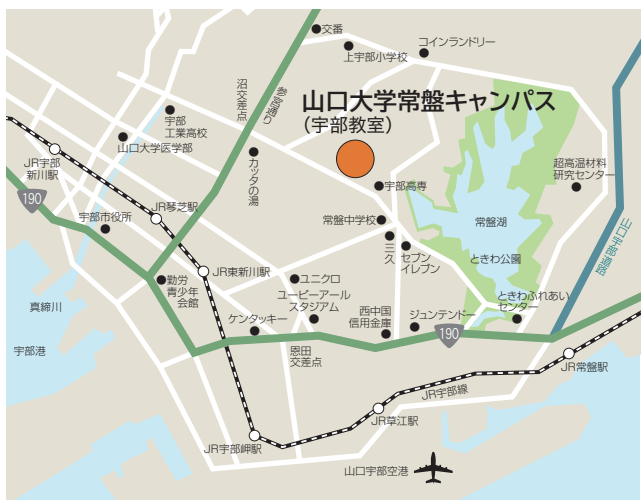 交番
上宇部小学校
コインランドリー
沼交差点
参宮通り
山口大学常盤キャンパス
(宇部教室)
宇部
工業高校
山口大学医学部
カッタの湯
JR宇部
新川駅
190
宇部市役所
JR琴芝駅
宇部高専
常盤中学校
三久
セブン
イレブン
常盤湖
ときわ公園
超高温材料
研究センター
山口宇部道路
JR東新川駅
勤労
青少年
会館
ユニクロ
ユーピーアール
スタジアム
ケンタッキー
西中国
信用金庫
ジュンテンドー
ときわふれあい
センター
190
真締川
宇部港
恩田
交差点
JR常盤駅
JR宇部線
JR草江駅
JR宇部岬駅
山口宇部空港